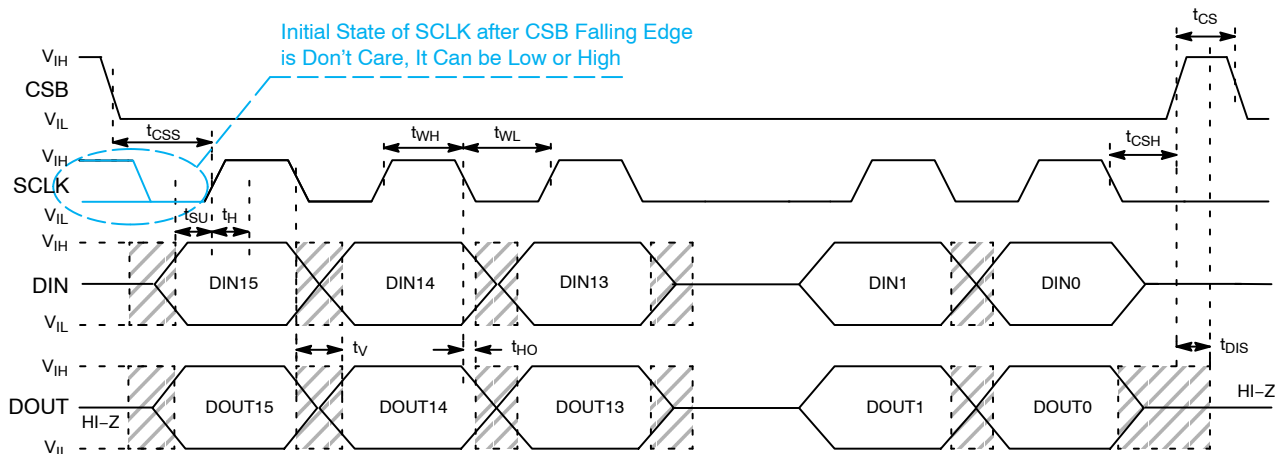 Initial State of SCLK after CSB Falling Edge
is Don't Care, It Can be Low or High
tCS
VIH
CSB
VIL
tCSS
tWH
tWL
tCSH
VIH
SCLK
VIL
tSU
tH
VIH
DIN
DIN15
DIN14
DIN13
DIN1
DIN0
VIL
tV
tHO
tDIS
VIH
DOUT
HI–Z
DOUT15
DOUT14
DOUT13
DOUT1
DOUT0
HI–Z
VIL